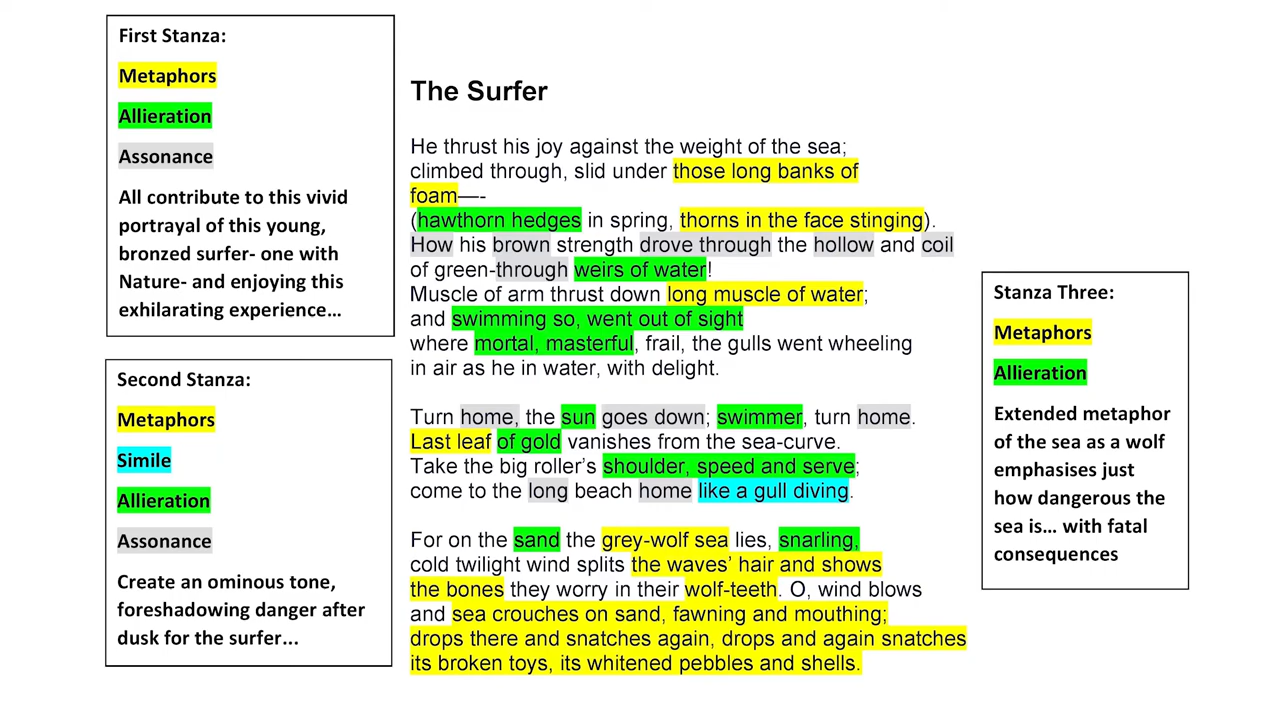 First Stanza:
Metaphors
Allieration
Assonance
All contribute to this vivid
portrayal of this young,
bronzed surfer- one with
Nature- and enjoying this
exhilarating experience…
Second Stanza:
Metaphors
Simile
Allieration
Assonance
Create an ominous tone,
foreshadowing danger after
dusk for the surfer...
The Surfer
He thrust his joy against the weight of the sea;
climbed through, slid under those long banks of
foam—-
(hawthorn hedges in spring, thorns in the face stinging).
How his brown strength drove through the hollow and coil
of green-through weirs of water!
Muscle of arm thrust down long muscle of water;
and swimming so, went out of sight
where mortal, masterful, frail, the gulls went wheeling
in air as he in water, with delight.
Turn home, the sun goes down; swimmer, turn home.
Last leaf of gold vanishes from the sea-curve.
Take the big roller’s shoulder, speed and serve;
come to the long beach home like a gull diving.
For on the sand the grey-wolf sea lies, snarling,
cold twilight wind splits the waves’ hair and shows
the bones they worry in their wolf-teeth. O, wind blows
and sea crouches on sand, fawning and mouthing;
drops there and snatches again, drops and again snatches
its broken toys, its whitened pebbles and shells.
Stanza Three:
Metaphors
Allieration
Extended metaphor
of the sea as a wolf
emphasises just
how dangerous the
sea is… with fatal
consequences